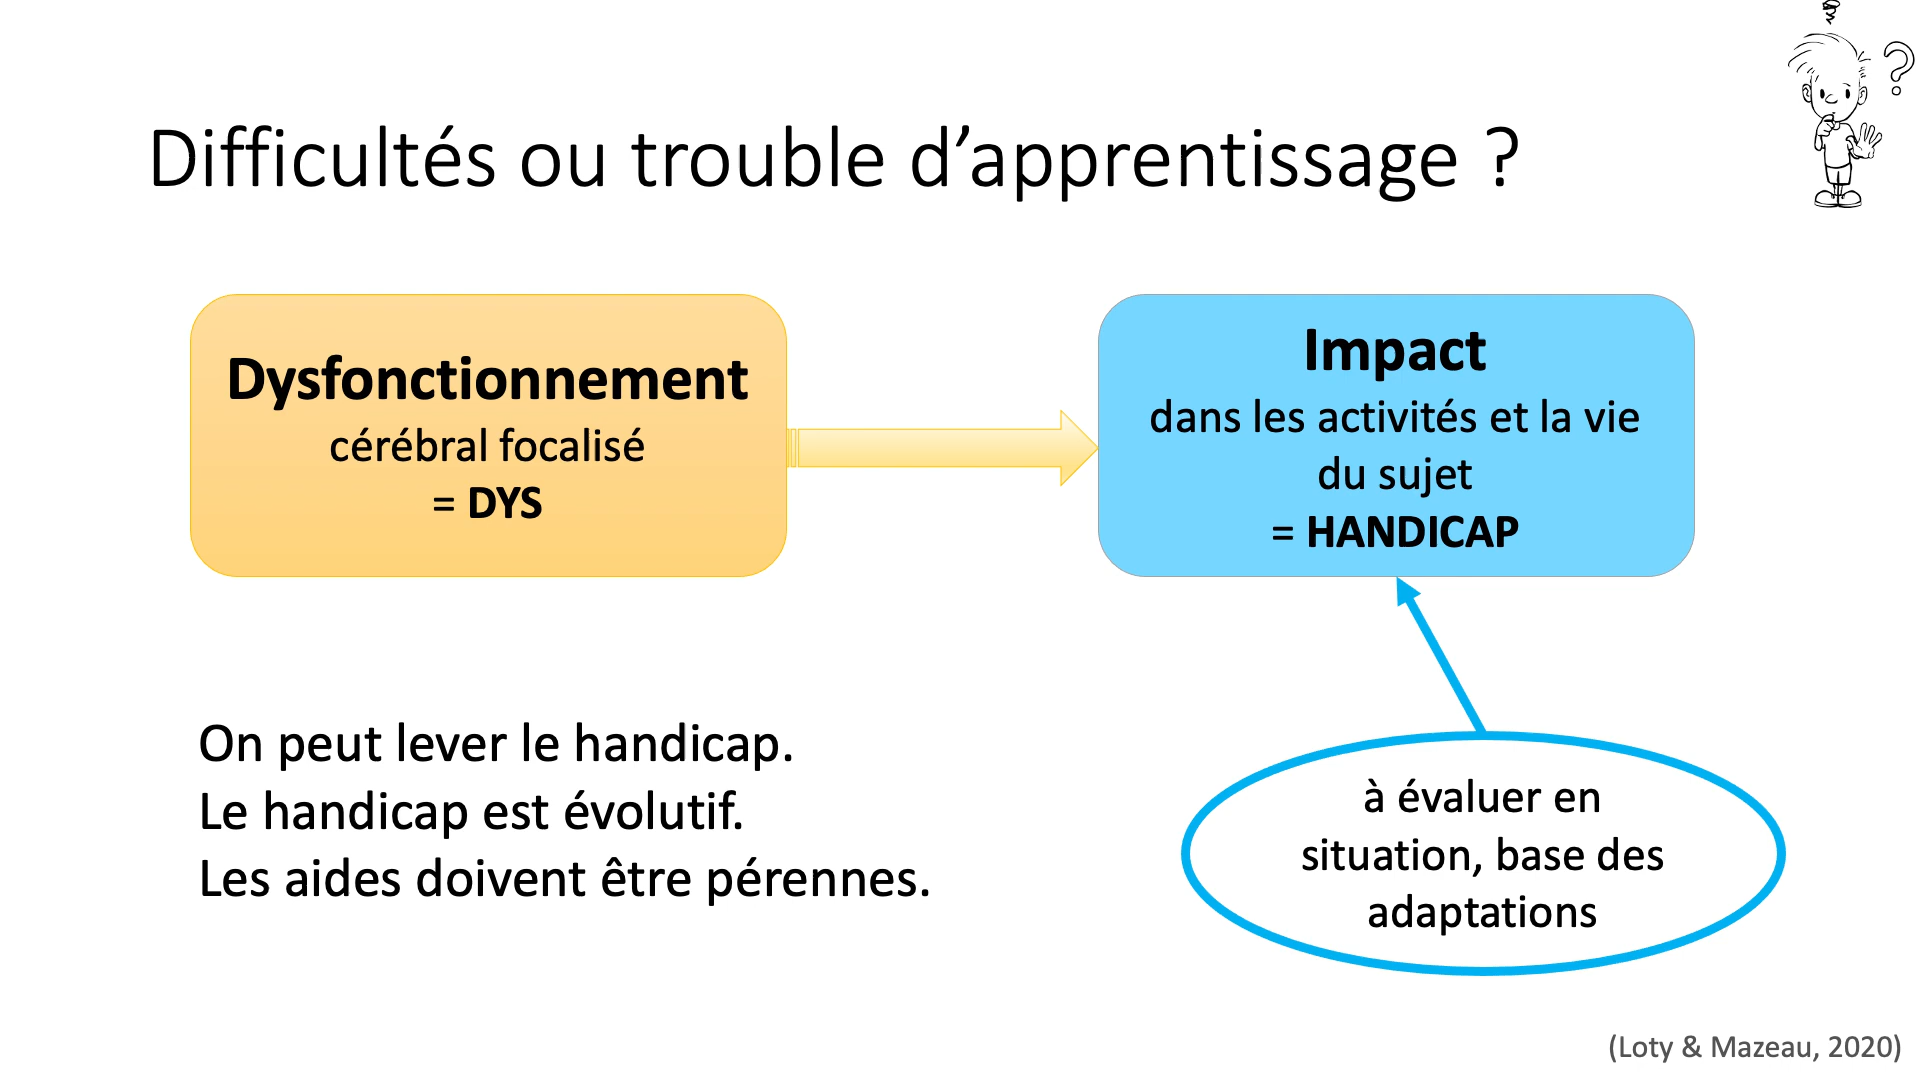 Difficultés ou trouble d’apprentissage ?
Dysfonctionnement
cérébral focalisé
= DYS
Impact
dans les activités et la vie
du sujet
= HANDICAP
On peut lever le handicap.
Le handicap est évolutif.
Les aides doivent être pérennes.
à évaluer en
situation, base des
adaptations
(Loty & Mazeau, 2020)